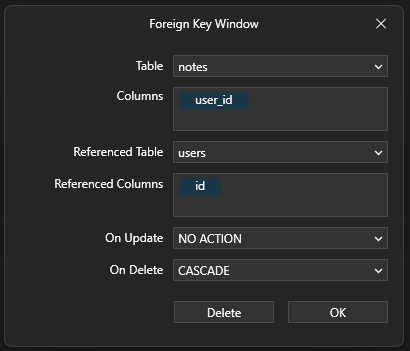 Foreign Key Window
Table notes
Columns user_id
Referenced Table users
Referenced Columns id
On Update NO ACTION
On Delete CASCADE
Delete OK